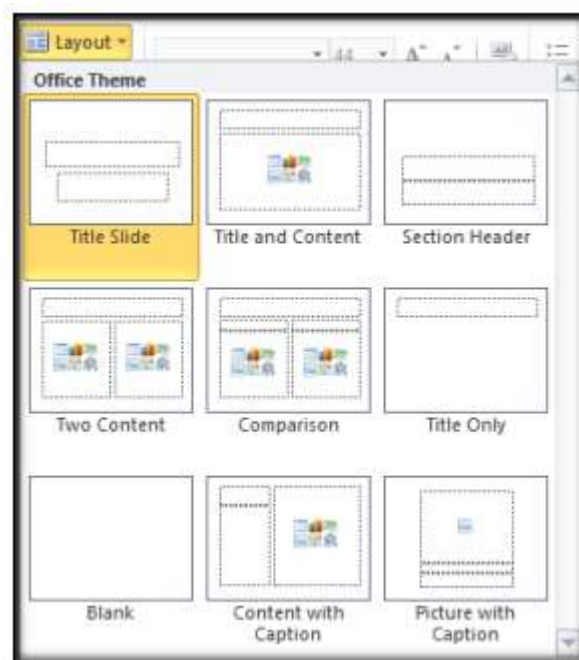 Layout
44
Office Theme
Title Slide
Title and Content
Section Header
Two Content
Comparison
Title Only
Blank
Content with
Caption
Picture with
Caption